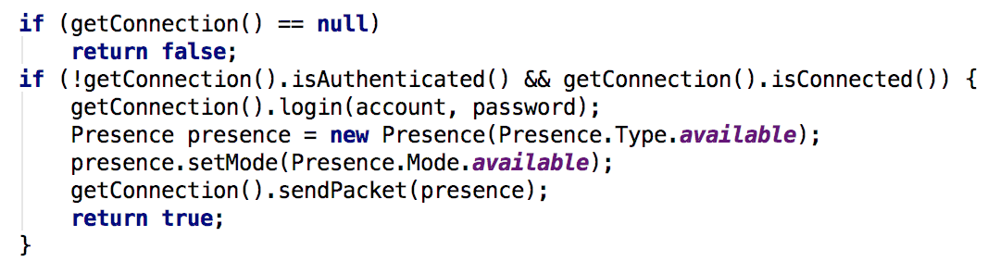 if (getConnection() == null)
    return false;
if (!getConnection().isAuthenticated() && getConnection().isConnected()) {
    getConnection().login(account, password);
    Presence presence = new Presence(Presence.Type.available);
    presence.setMode(Presence.Mode.available);
    getConnection().sendPacket(presence);
    return true;
}